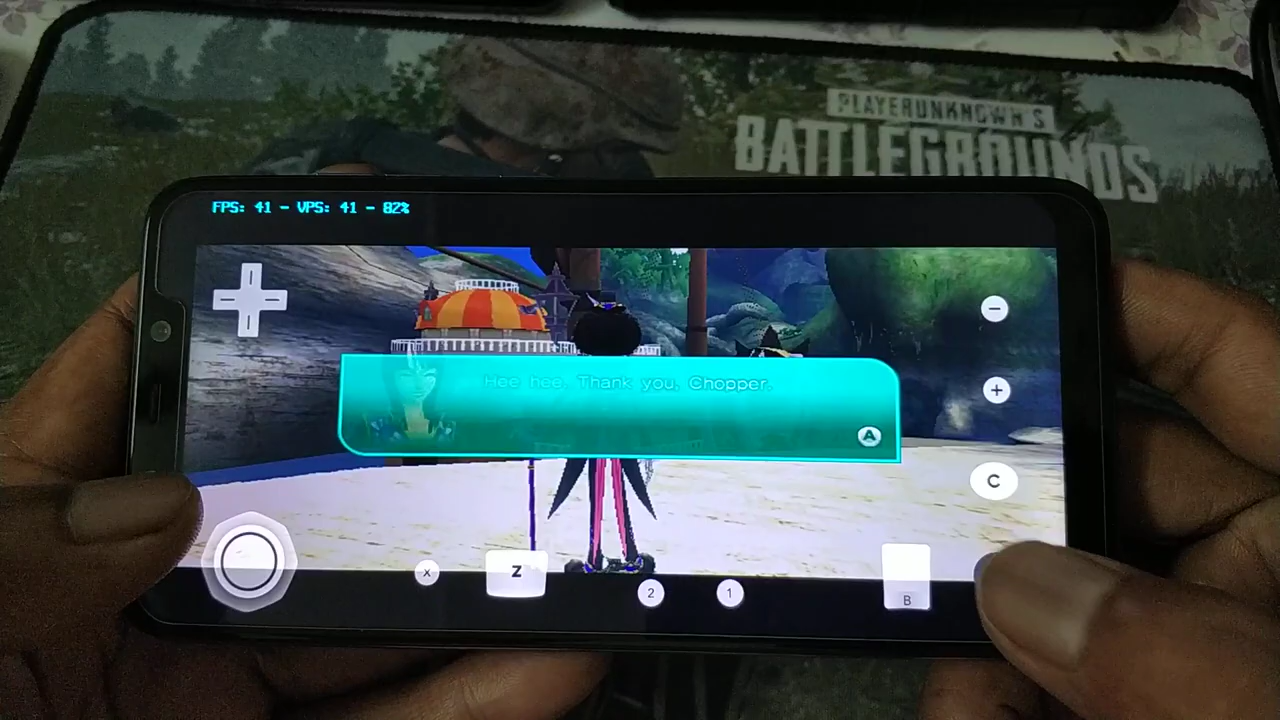 PLAYERUNKNOWN'S
BATTLEGROUNDS
FPS: 41 - VPS: 41 - 82%
Hee hee. Thank you, Chopper.
A
C
X
Z
2
1
B